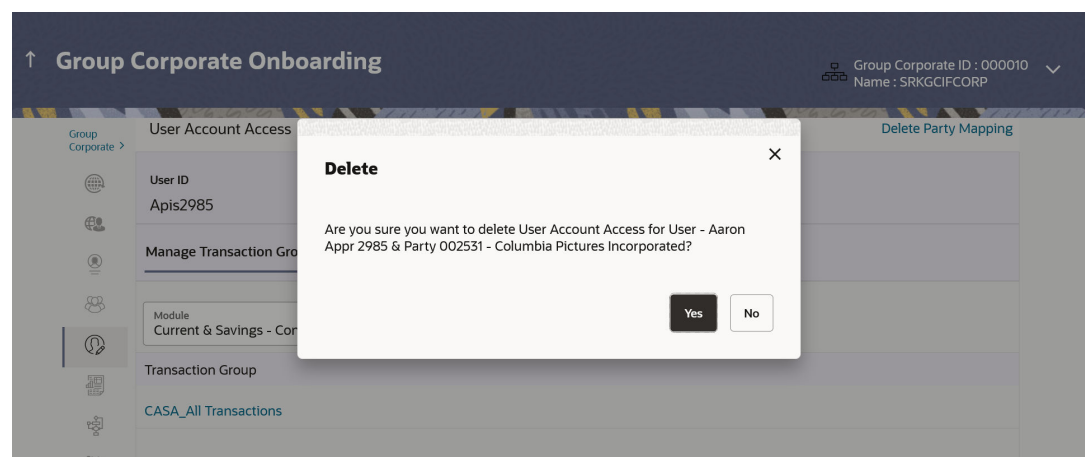 ↑ Group Corporate Onboarding
Group Corporate ID : 000010
Name : SRKGCIFCORP
Group
Corporate >
User Account Access
Delete Party Mapping
User ID
Apis2985
Manage Transaction Gro
Module
Current & Savings - Con
Transaction Group
CASA_All Transactions
Delete
Are you sure you want to delete User Account Access for User - Aaron
Appr 2985 & Party 002531 - Columbia Pictures Incorporated?
Yes No